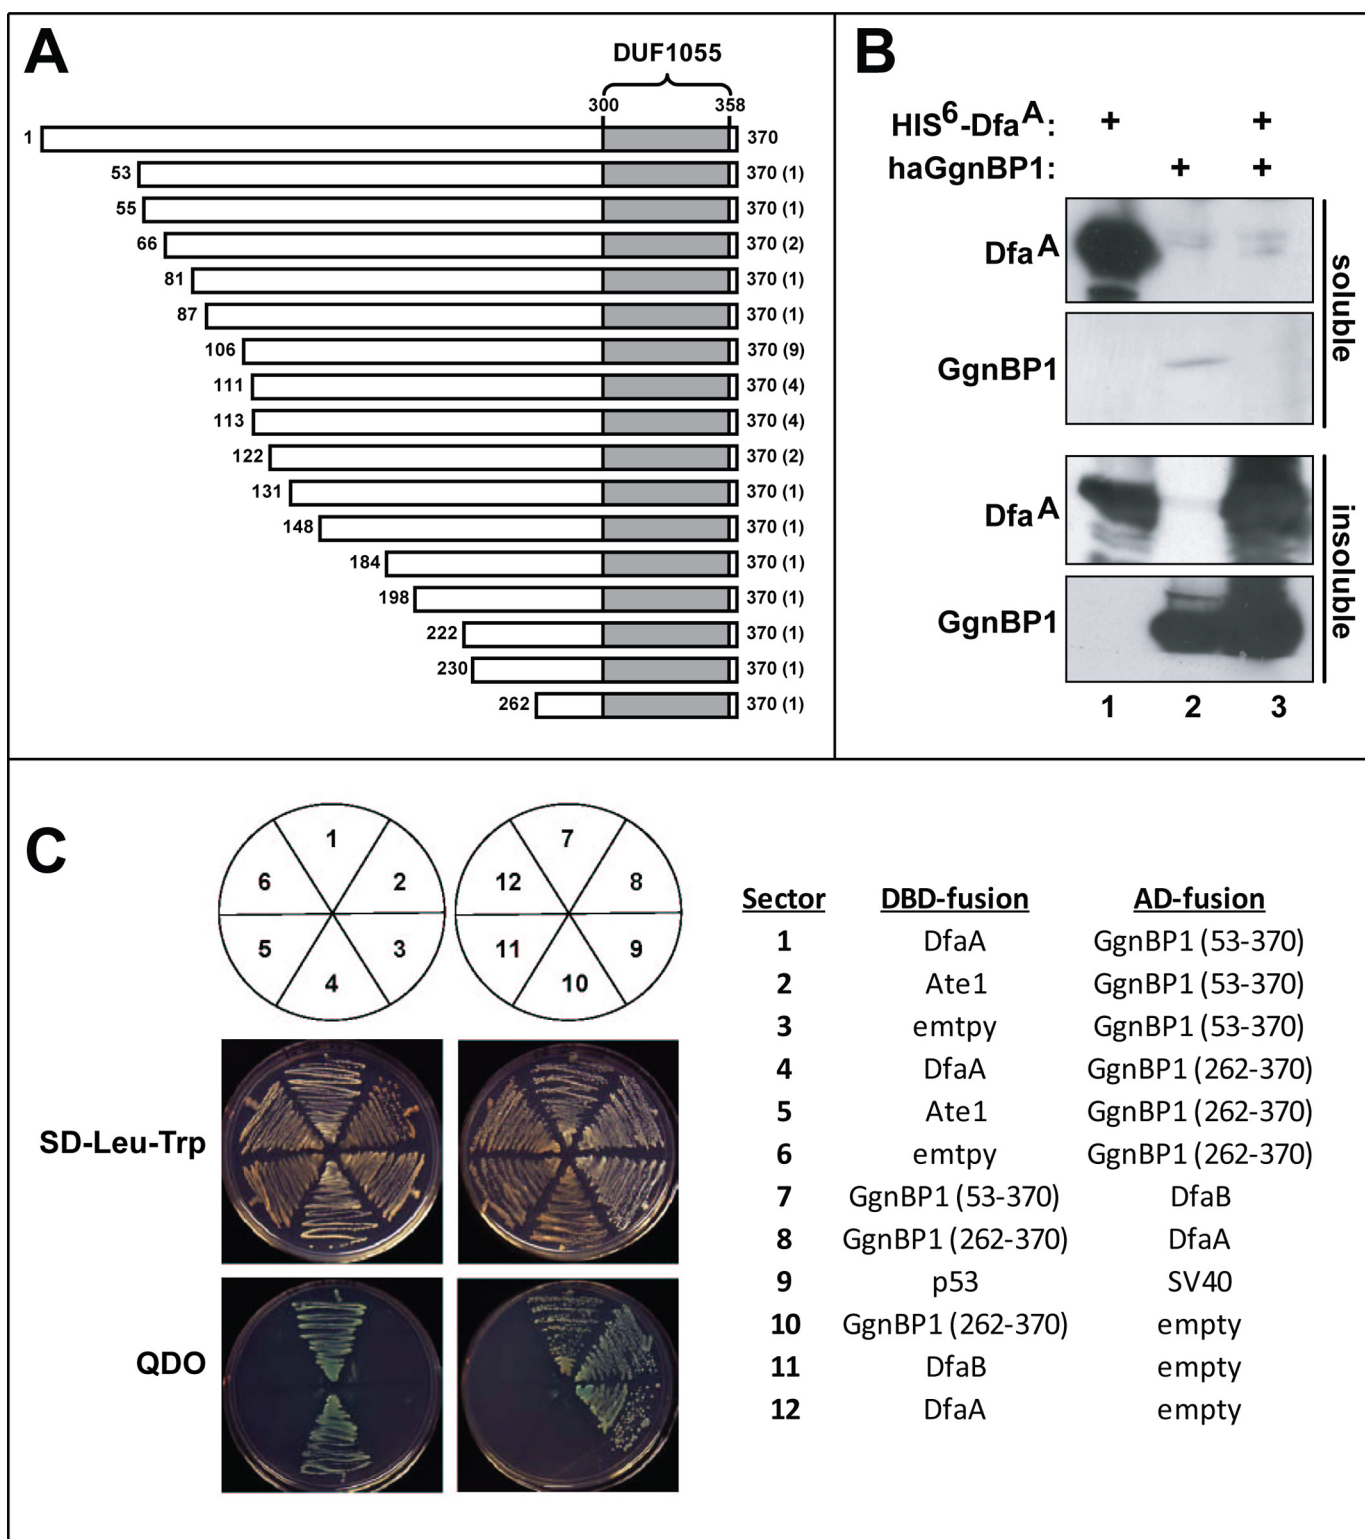 A
DUF1055
300 358
1 370
53 370 (1)
55 370 (1)
66 370 (2)
81 370 (1)
87 370 (1)
106 370 (9)
111 370 (4)
113 370 (4)
122 370 (2)
131 370 (1)
148 370 (1)
184 370 (1)
198 370 (1)
222 370 (1)
230 370 (1)
262 370 (1)
B
HIS6-DfaA: + +
haGgnBP1: + +
DfaA
GgnBP1
soluble
DfaA
GgnBP1
insoluble
1 2 3
C
1
2
3
4
5
6
7
8
9
10
11
12
SD-Leu-Trp
QDO
Sector DBD-fusion AD-fusion
1 DfaA GgnBP1 (53-370)
2 Ate1 GgnBP1 (53-370)
3 emtpy GgnBP1 (53-370)
4 DfaA GgnBP1 (262-370)
5 Ate1 GgnBP1 (262-370)
6 emtpy GgnBP1 (262-370)
7 GgnBP1 (53-370) DfaB
8 GgnBP1 (262-370) DfaA
9 p53 SV40
10 GgnBP1 (262-370) empty
11 DfaB empty
12 DfaA empty